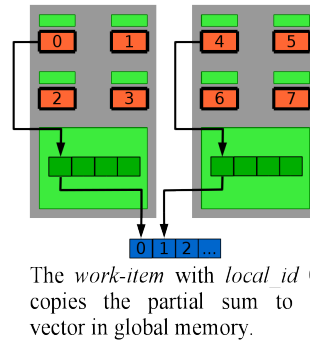 0 1 4 5
2 3 6 7
0 1 2 ...
The work-item with local_id
copies the partial sum to
vector in global memory.